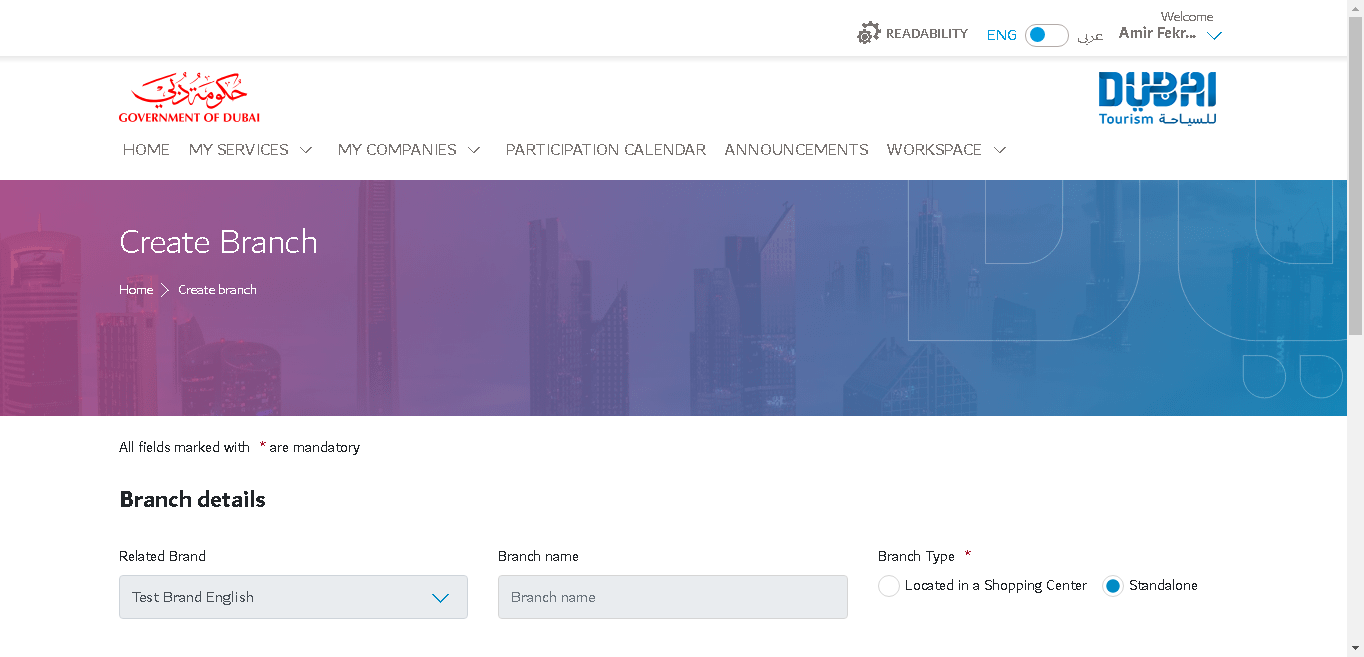 Welcome
READABILITY ENG عربى Amir Fekr...
حكومة دبي
GOVERNMENT OF DUBAI
DUBAI
Tourism للسياحة
HOME MY SERVICES MY COMPANIES PARTICIPATION CALENDAR ANNOUNCEMENTS WORKSPACE
Create Branch
Home Create branch
All fields marked with * are mandatory
Branch details
Related Brand Branch name Branch Type *
Test Brand English Branch name Located in a Shopping Center Standalone